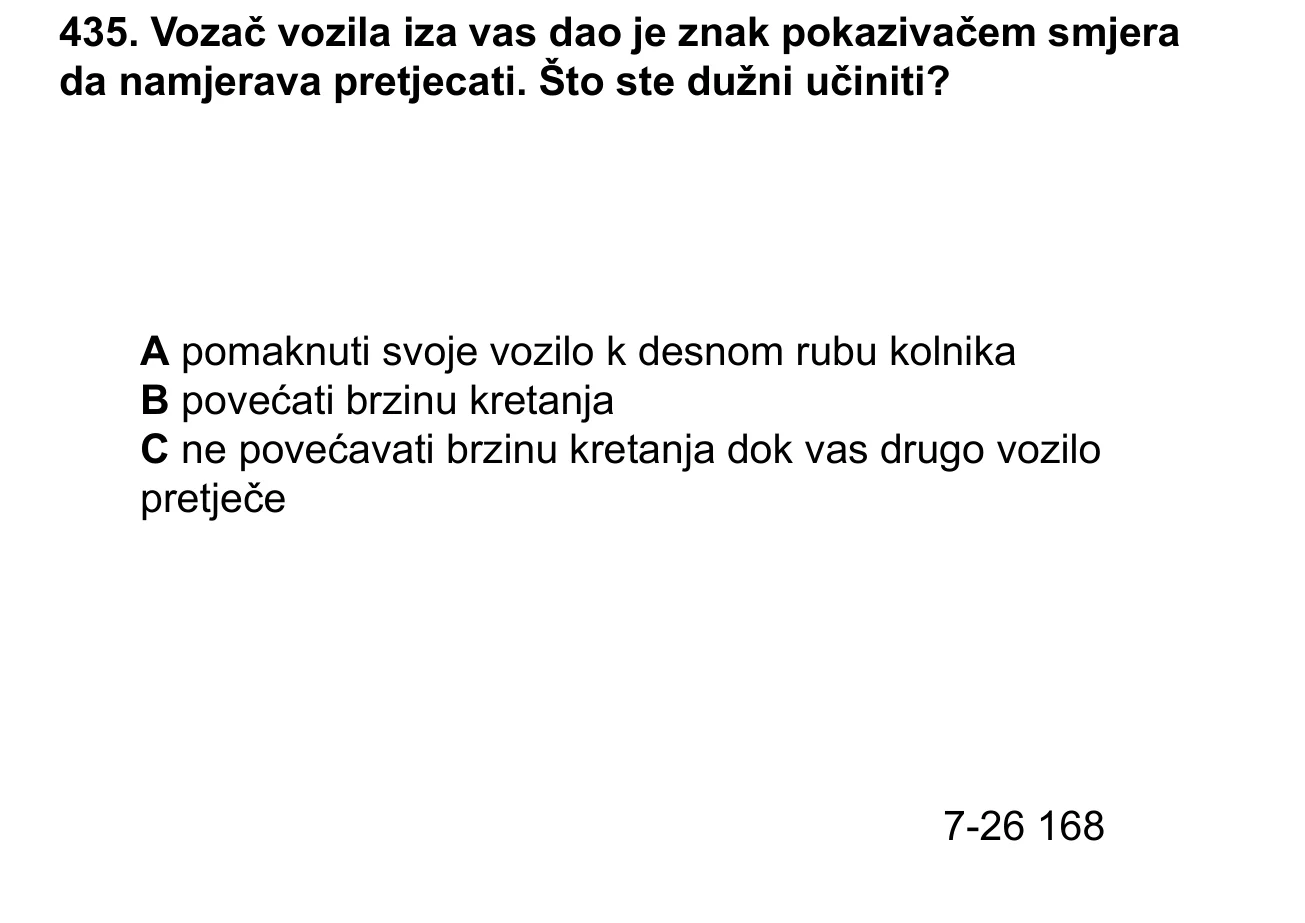 435. Vozač vozila iza vas dao je znak pokazivačem smjera
da namjerava pretjecati. Što ste dužni učiniti?
A pomaknuti svoje vozilo k desnom rubu kolnika
B povećati brzinu kretanja
C ne povećavati brzinu kretanja dok vas drugo vozilo
pretječe
7-26 168